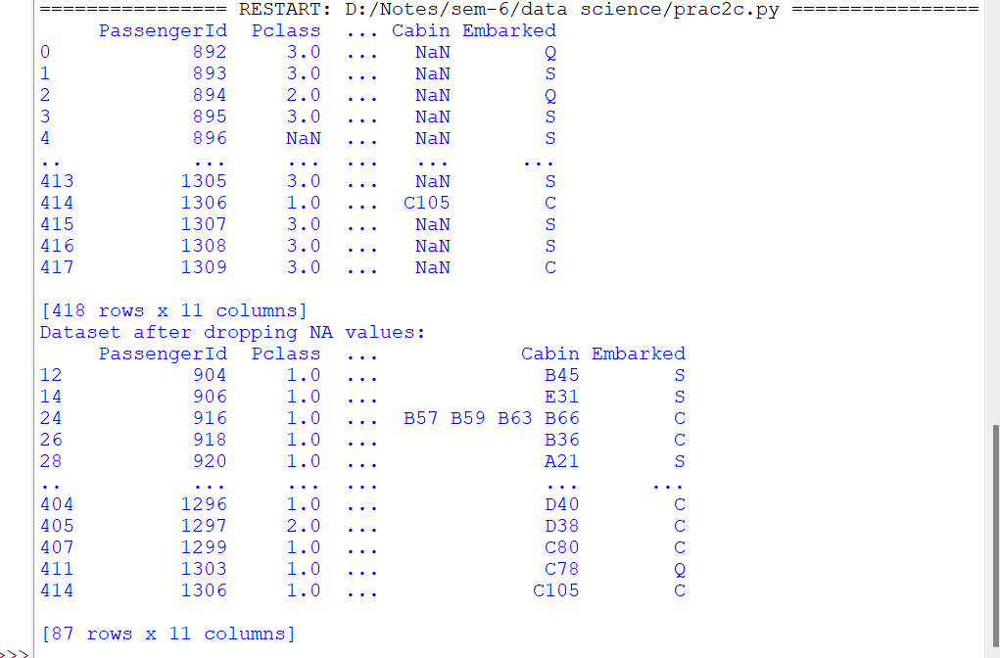 ================ RESTART: D:/Notes/sem-6/data science/prac2c.py ================
     PassengerId  Pclass  ... Cabin Embarked
0            892     3.0  ...   NaN        Q
1            893     3.0  ...   NaN        S
2            894     2.0  ...   NaN        Q
3            895     3.0  ...   NaN        S
4            896     NaN  ...   NaN        S
..           ...     ...  ...   ...      ...
413         1305     3.0  ...   NaN        S
414         1306     1.0  ...  C105        C
415         1307     3.0  ...   NaN        S
416         1308     3.0  ...   NaN        S
417         1309     3.0  ...   NaN        C
[418 rows x 11 columns]
Dataset after dropping NA values:
     PassengerId  Pclass  ...            Cabin Embarked
12           904     1.0  ...              B45        S
14           906     1.0  ...              E31        S
24           916     1.0  ...  B57 B59 B63 B66        C
26           918     1.0  ...              B36        C
28           920     1.0  ...              A21        S
..           ...     ...  ...              ...      ...
404         1296     1.0  ...              D40        C
405         1297     2.0  ...              D38        C
407         1299     1.0  ...              C80        C
411         1303     1.0  ...              C78        Q
414         1306     1.0  ...             C105        C
[87 rows x 11 columns]
>>>